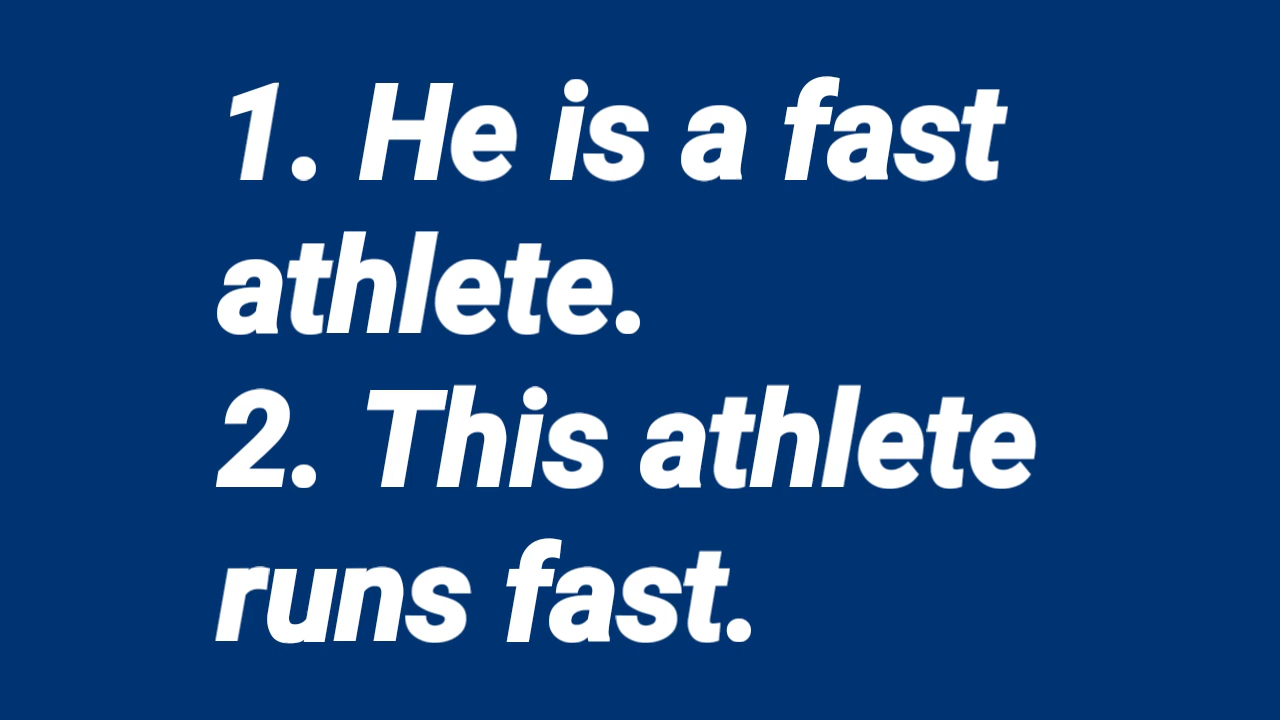 1. He is a fast
athlete.
2. This athlete
runs fast.